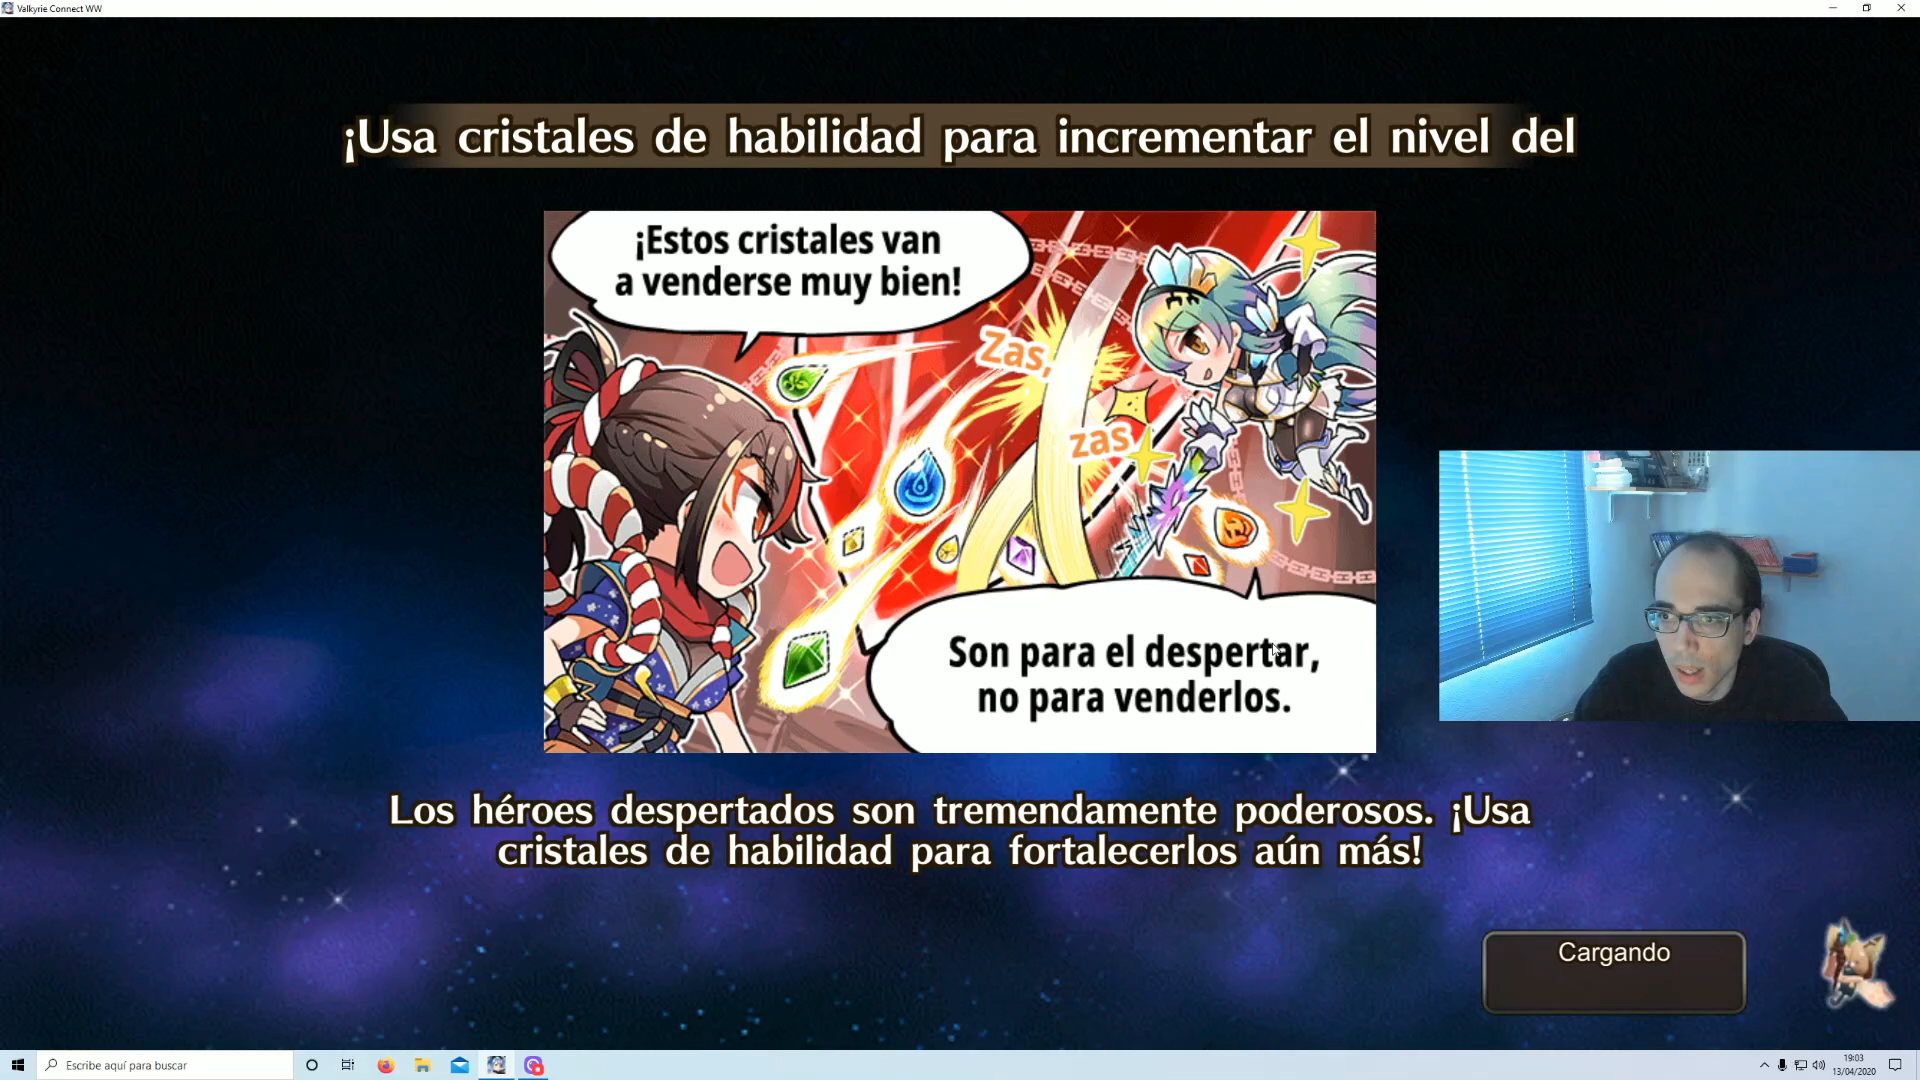 Valkyrie Connect WW
¡Usa cristales de habilidad para incrementar el nivel del
¡Estos cristales van
a venderse muy bien!
Zas,
zas
Son para el despertar,
no para venderlos.
Los héroes despertados son tremendamente poderosos. ¡Usa
cristales de habilidad para fortalecerlos aún más!
Cargando
Escribe aquí para buscar
19:03
13/04/2020